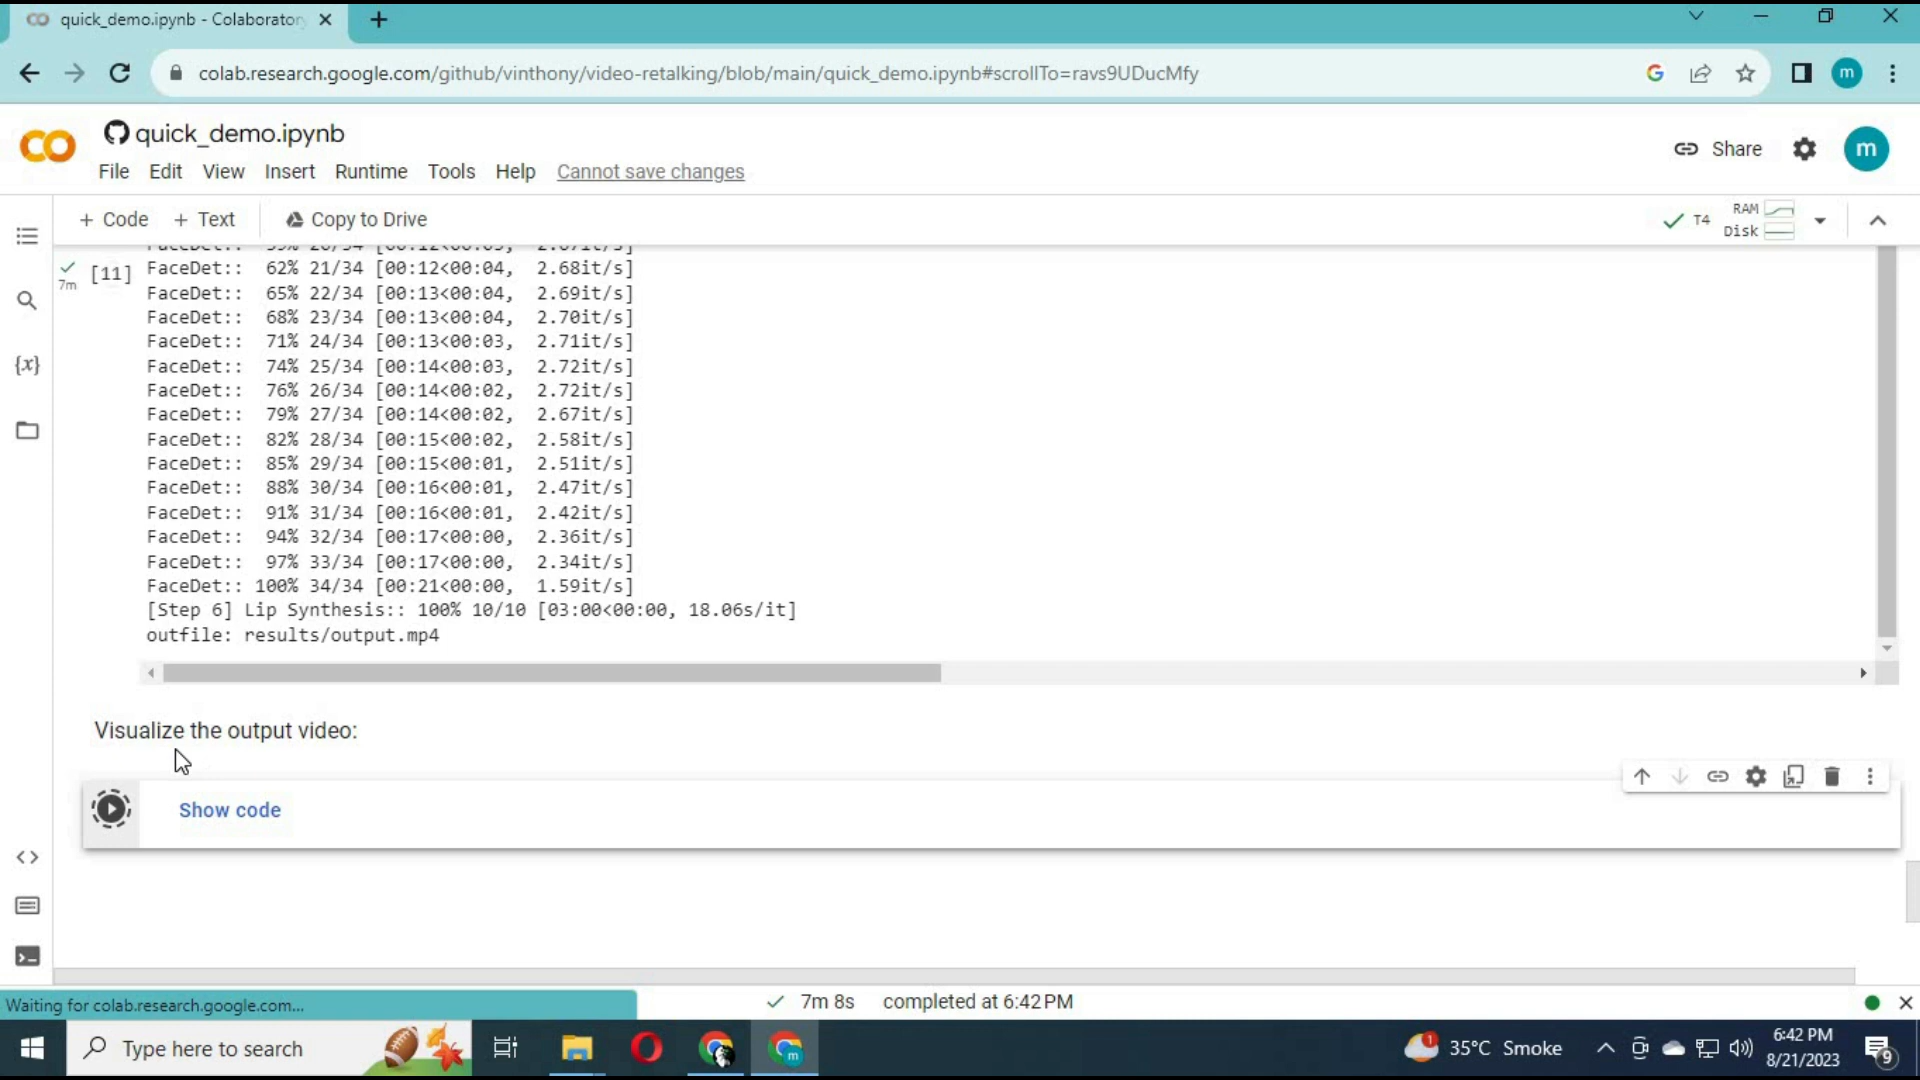 quick_demo.ipynb - Colaborator
colab.research.google.com/github/vinthony/video-retalking/blob/main/quick_demo.ipynb#scrollTo=ravs9UDucMfy
G
m
CO
quick_demo.ipynb
File Edit View Insert Runtime Tools Help Cannot save changes
Share
m
+ Code + Text Copy to Drive
T4 RAM
Disk
7m
[11]
FaceDet:: 62% 21/34 [00:12<00:04, 2.68it/s]
FaceDet:: 65% 22/34 [00:13<00:04, 2.69it/s]
FaceDet:: 68% 23/34 [00:13<00:04, 2.70it/s]
FaceDet:: 71% 24/34 [00:13<00:03, 2.71it/s]
FaceDet:: 74% 25/34 [00:14<00:03, 2.72it/s]
FaceDet:: 76% 26/34 [00:14<00:02, 2.72it/s]
FaceDet:: 79% 27/34 [00:14<00:02, 2.67it/s]
FaceDet:: 82% 28/34 [00:15<00:02, 2.58it/s]
FaceDet:: 85% 29/34 [00:15<00:01, 2.51it/s]
FaceDet:: 88% 30/34 [00:16<00:01, 2.47it/s]
FaceDet:: 91% 31/34 [00:16<00:01, 2.42it/s]
FaceDet:: 94% 32/34 [00:17<00:00, 2.36it/s]
FaceDet:: 97% 33/34 [00:17<00:00, 2.34it/s]
FaceDet:: 100% 34/34 [00:21<00:00, 1.59it/s]
[Step 6] Lip Synthesis:: 100% 10/10 [03:00<00:00, 18.06s/it]
outfile: results/output.mp4
Visualize the output video:
Show code
Waiting for colab.research.google.com...
7m 8s completed at 6:42 PM
Type here to search
35°C Smoke
6:42 PM
8/21/2023
9